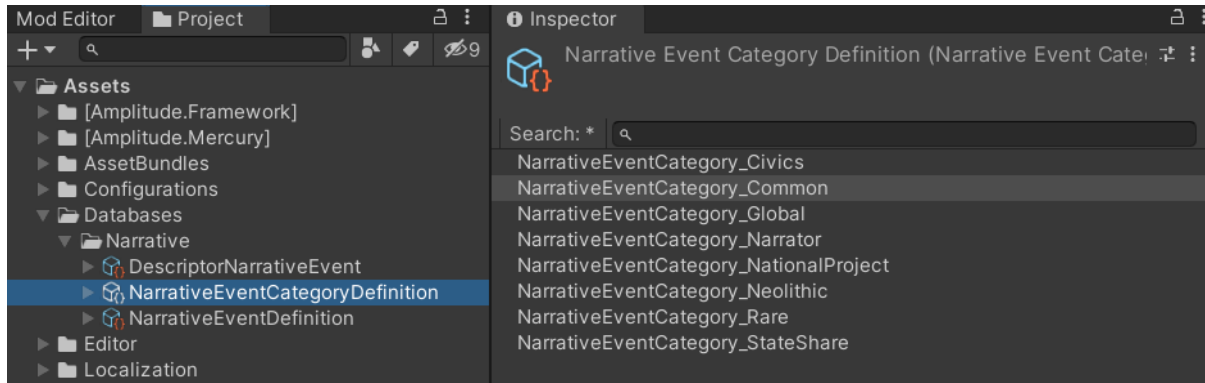 Mod Editor
Project
9
Assets
[Amplitude.Framework]
[Amplitude.Mercury]
AssetBundles
Configurations
Databases
Narrative
DescriptorNarrativeEvent
NarrativeEventCategoryDefinition
NarrativeEventDefinition
Editor
Localization
Inspector
Narrative Event Category Definition (Narrative Event Cate
Search: *
NarrativeEventCategory_Civics
NarrativeEventCategory_Common
NarrativeEventCategory_Global
NarrativeEventCategory_Narrator
NarrativeEventCategory_NationalProject
NarrativeEventCategory_Neolithic
NarrativeEventCategory_Rare
NarrativeEventCategory_StateShare